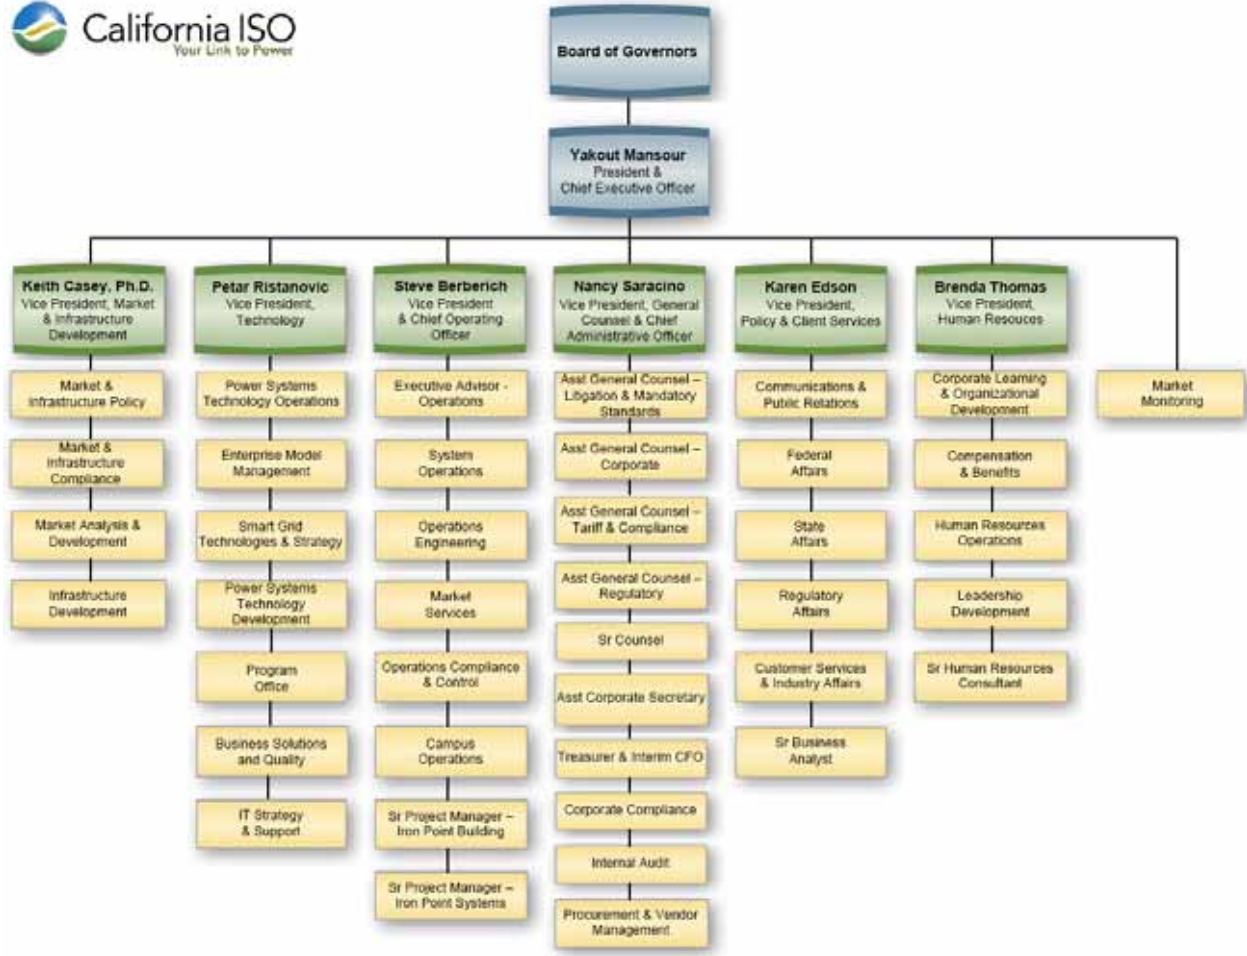 California ISO
Your Link to Power
Board of Governors
Yakout Mansour
President &
Chief Executive Officer
Keith Casey, Ph.D.
Vice President, Market
& Infrastructure
Development
Market &
Infrastructure Policy
Market &
Infrastructure
Compliance
Market Analysis &
Development
Infrastructure
Development
Petar Ristanovic
Vice President,
Technology
Power Systems
Technology Operations
Enterprise Model
Management
Smart Grid
Technologies & Strategy
Power Systems
Technology
Development
Program
Office
Business Solutions
and Quality
IT Strategy
& Support
Steve Berberich
Vice President
& Chief Operating
Officer
Executive Advisor -
Operations
System
Operations
Operations
Engineering
Market
Services
Operations Compliance
& Control
Campus
Operations
Sr Project Manager –
Iron Point Building
Sr Project Manager –
Iron Point Systems
Nancy Saracino
Vice President, General
Counsel & Chief
Administrative Officer
Asst General Counsel –
Litigation & Mandatory
Standards
Asst General Counsel –
Corporate
Asst General Counsel –
Tariff & Compliance
Asst General Counsel –
Regulatory
Sr Counsel
Asst Corporate Secretary
Treasurer & Interim CFO
Corporate Compliance
Internal Audit
Procurement & Vendor
Management
Karen Edson
Vice President,
Policy & Client Services
Communications &
Public Relations
Federal
Affairs
State
Affairs
Regulatory
Affairs
Customer Services
& Industry Affairs
Sr Business
Analyst
Brenda Thomas
Vice President,
Human Resouces
Corporate Learning
& Organizational
Development
Compensation
& Benefits
Human Resources
Operations
Leadership
Development
Sr Human Resources
Consultant
Market
Monitoring